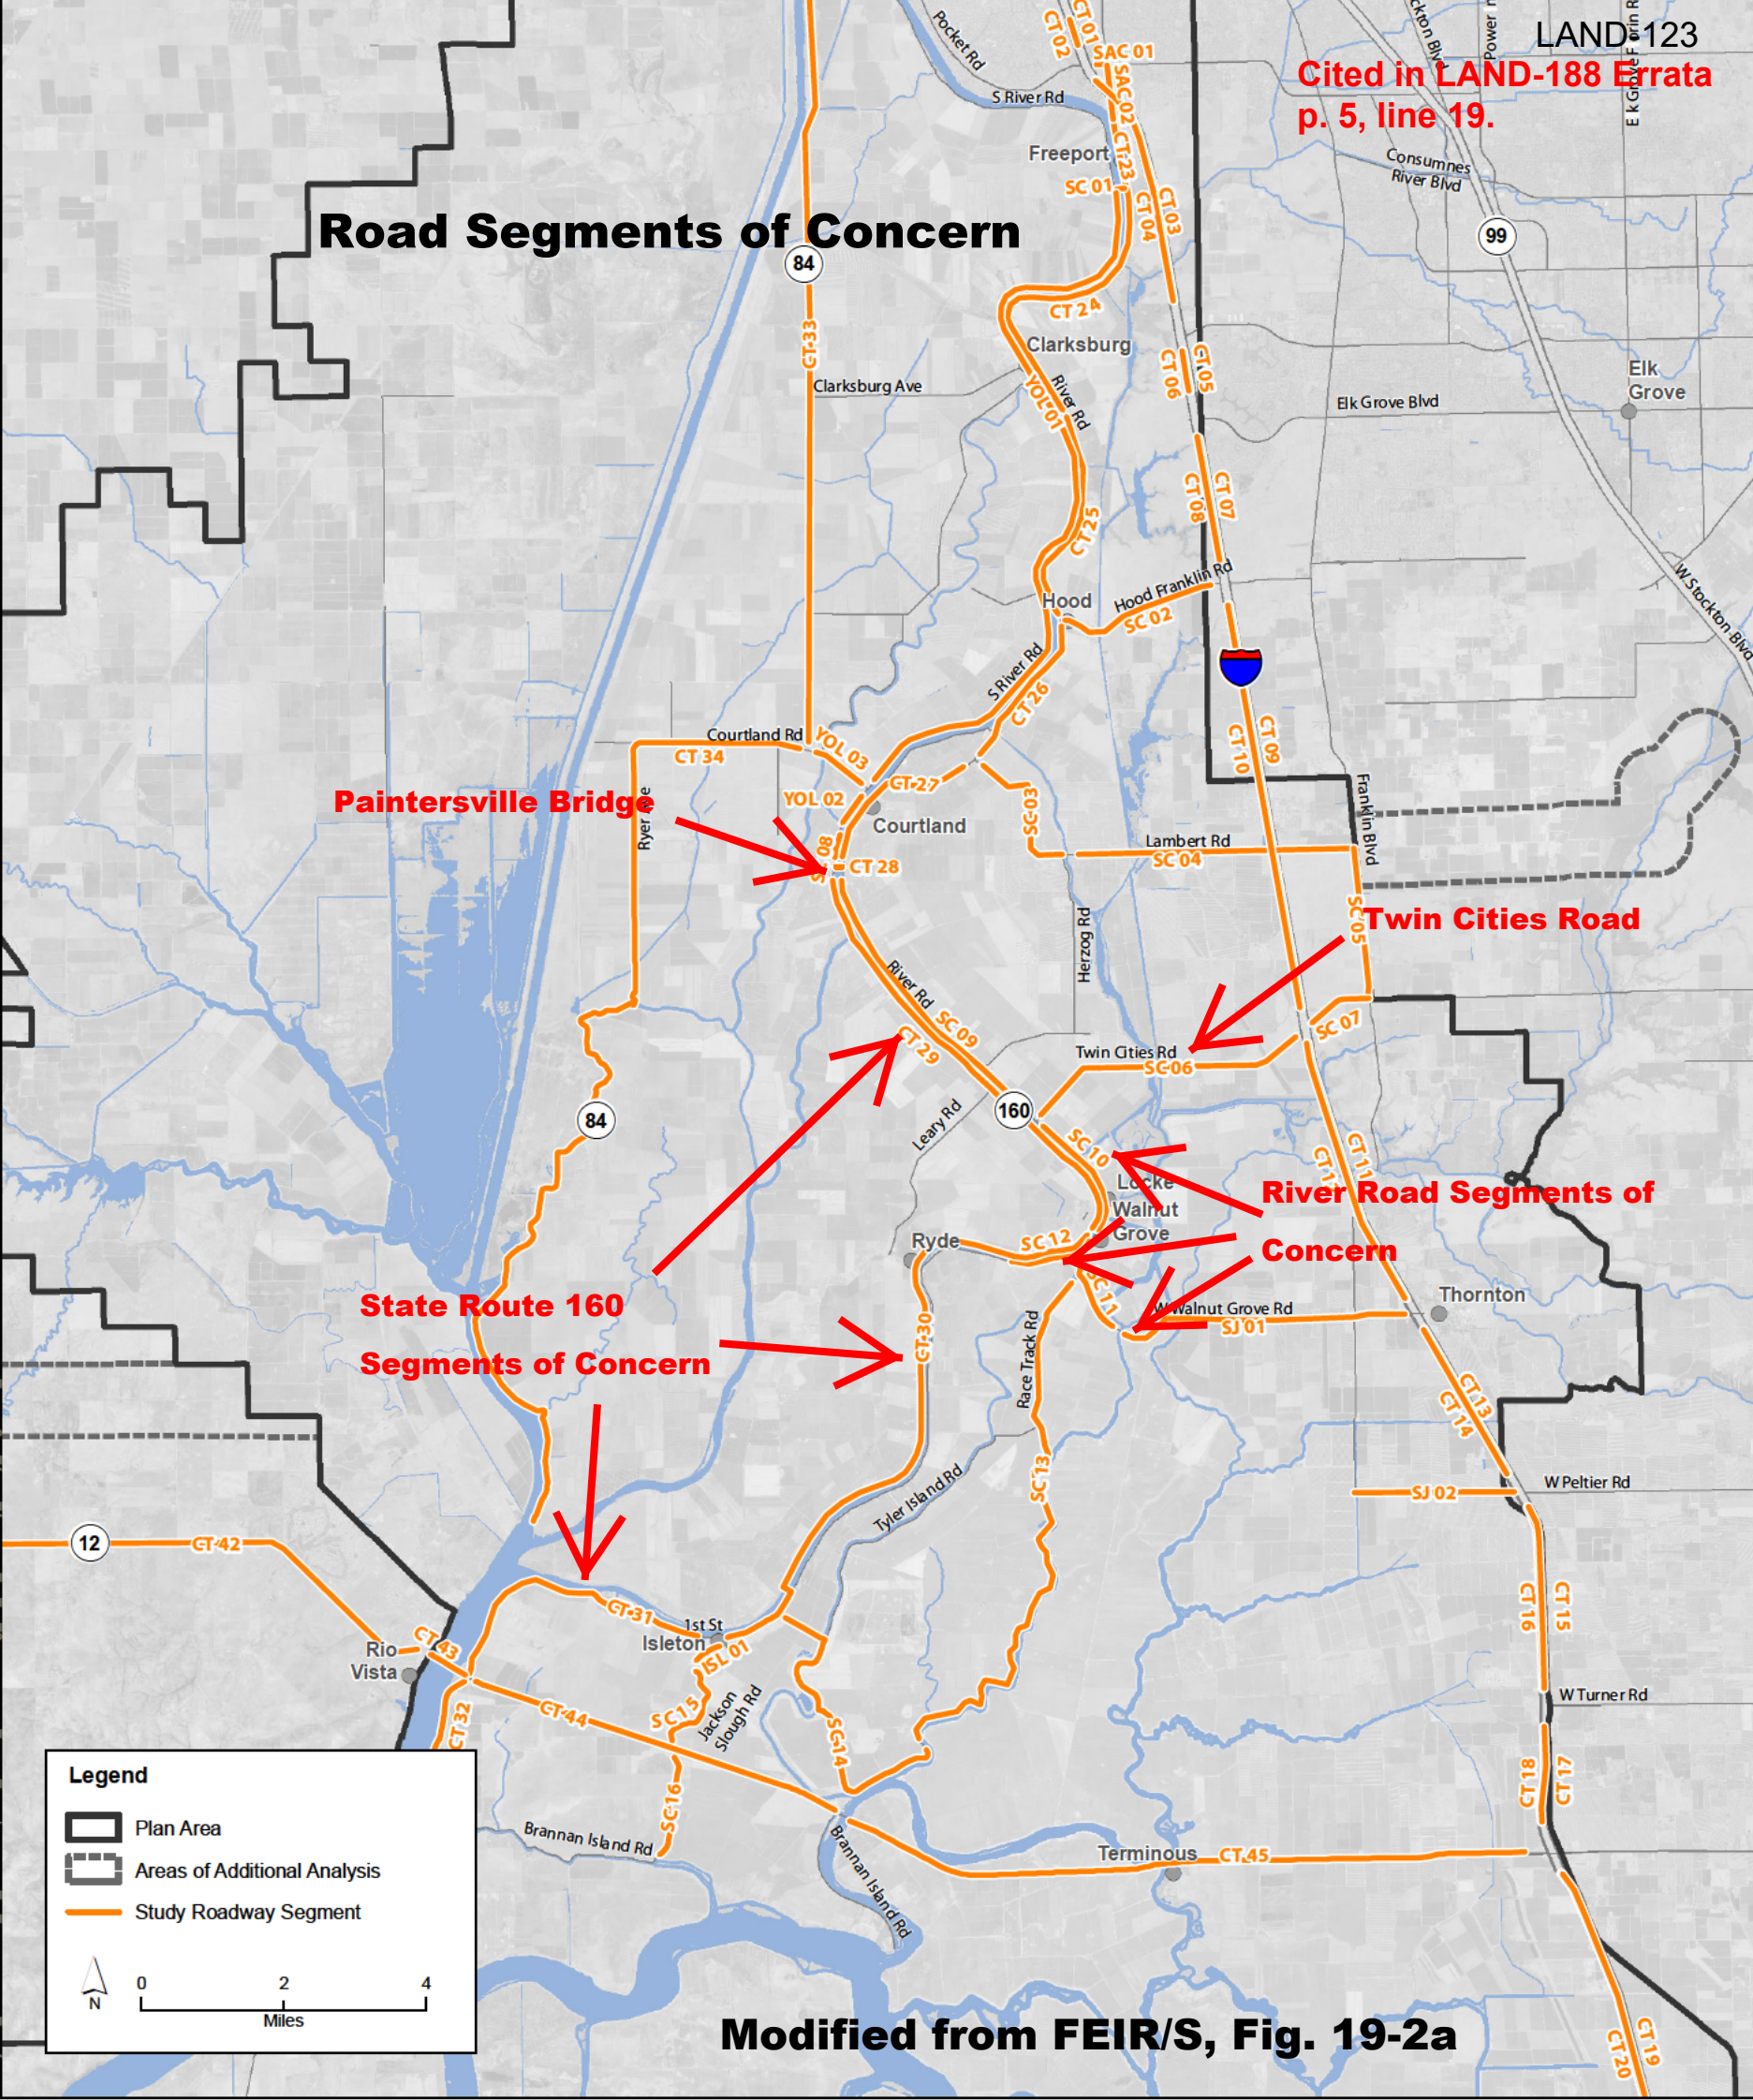 LAND-123
Cited in LAND-188 Errata
p. 5, line 19.
Road Segments of Concern
Pocket Rd
CT 02
CT 01
SAC 01
SAC 02
S River Rd
Freeport
CT 23
SC 01
CT 04
CT 03
Consumnes
River Blvd
99
84
CT 24
Clarksburg
CT 33
Clarksburg Ave
YOL 01
River Rd
CT 06
CT 05
Elk
Grove
Elk Grove Blvd
CT 08
CT 07
CT 25
Hood
Hood Franklin Rd
SC 02
W Stockton Blvd
S River Rd
CT 26
Courtland Rd
CT 34
YOL 03
CT 10
CT 09
CT 27
YOL 02
Paintersville Bridge
Courtland
SC 03
Franklin Blvd
Lambert Rd
SC 04
CT 28
SC 05
Twin Cities Road
Herzog Rd
River Rd
SC 09
CT 29
SC 07
Twin Cities Rd
SC 06
84
160
Leary Rd
SC 10
CT 11
Locke
Walnut
Grove
River Road Segments of
Concern
Ryde
SC 12
SC 11
State Route 160
Segments of Concern
W Walnut Grove Rd
SJ 01
Thornton
CT 30
Race Track Rd
CT 13
CT 14
SC 13
Tyler Island Rd
W Peltier Rd
SJ 02
12
CT 42
CT 31
1st St
Isleton
ISL 01
CT 16
CT 15
Rio
Vista
CT 43
CT 32
CT 44
SC 15
Jackson
Slough Rd
SC 14
W Turner Rd
SC 16
CT 18
CT 17
Brannan Island Rd
Brannan Island Rd
Terminous
CT 45
Legend
Plan Area
Areas of Additional Analysis
Study Roadway Segment
N
0 2 4
Miles
CT 20
CT 19
Modified from FEIR/S, Fig. 19-2a